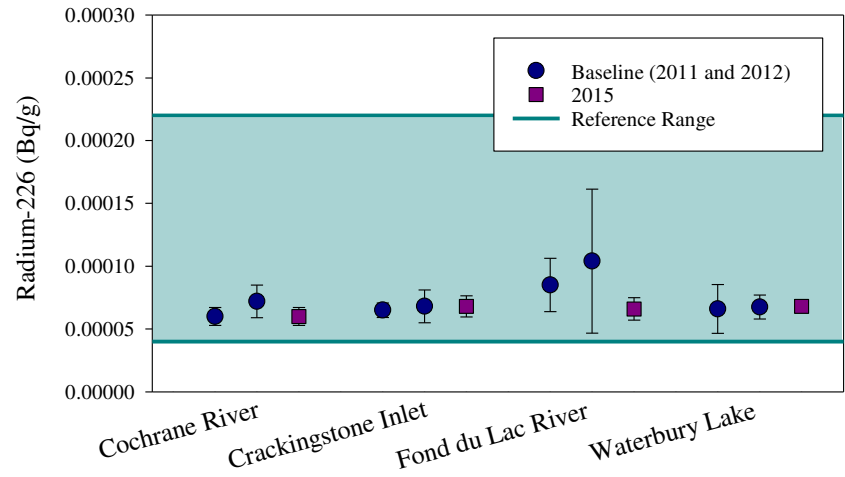 0.00030
0.00025
0.00020
0.00015
0.00010
0.00005
0.00000
Radium-226 (Bq/g)
Baseline (2011 and 2012)
2015
Reference Range
Cochrane River
Crackingstone Inlet
Fond du Lac River
Waterbury Lake